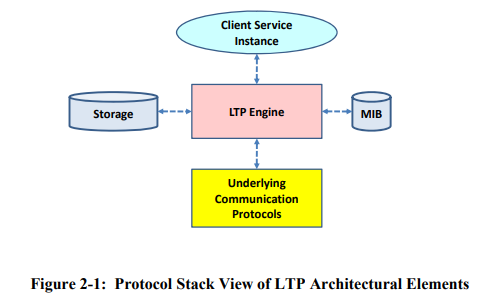 Client Service
Instance
Storage
LTP Engine
MIB
Underlying
Communication
Protocols
Figure 2-1: Protocol Stack View of LTP Architectural Elements